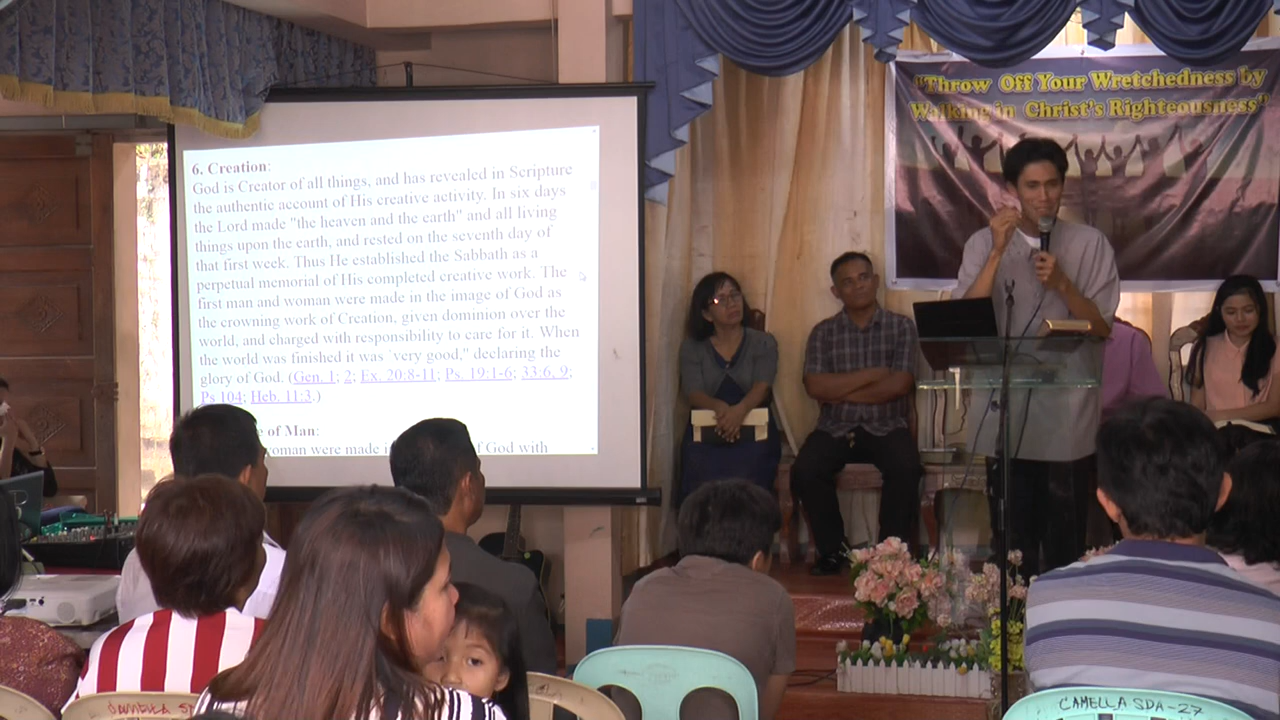 6. Creation:
God is Creator of all things, and has revealed in Scripture
the authentic account of His creative activity. In six days
the Lord made "the heaven and the earth" and all living
things upon the earth, and rested on the seventh day of
that first week. Thus He established the Sabbath as a
perpetual memorial of His completed creative work. The
first man and woman were made in the image of God as
the crowning work of Creation, given dominion over the
world, and charged with responsibility to care for it. When
the world was finished it was "very good," declaring the
glory of God. (Gen. 1; 2; Ex. 20:8-11; Ps. 19:1-6; 33:6, 9;
Ps 104; Heb. 11:3.)
of Man:
woman were made of God with
"Throw Off Your Wretchedness by
Walking in Christ's Righteousness"
CAMELLA SDA-27